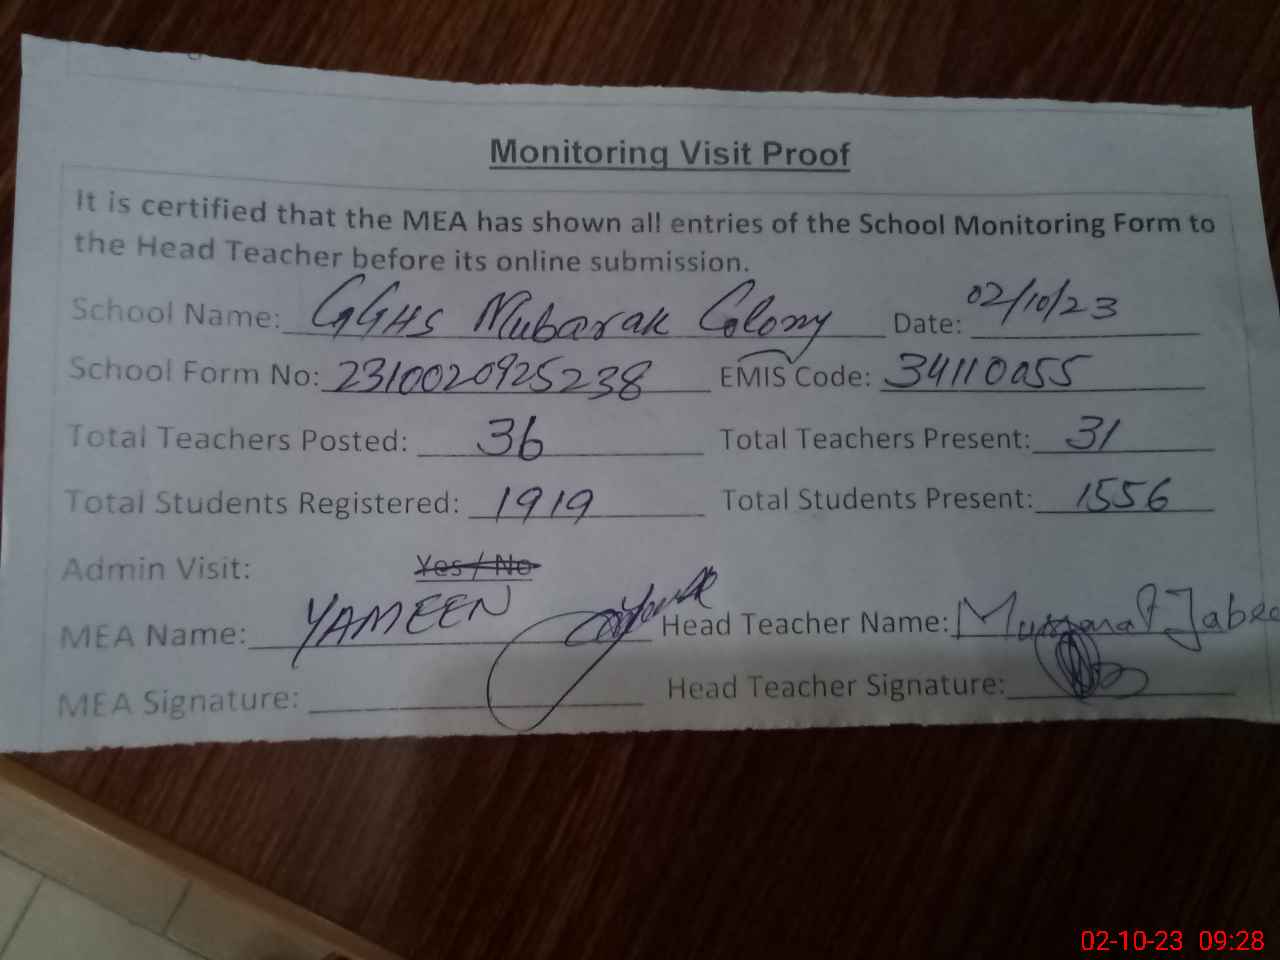 Monitoring Visit Proof
It is certified that the MEA has shown all entries of the School Monitoring Form to
the Head Teacher before its online submission.
School Name: GGHS Mubarak Colony Date: 02/10/23
School Form No: 2310020925238 EMIS Code: 34110055
Total Teachers Posted: 36 Total Teachers Present: 31
Total Students Registered: 1919 Total Students Present: 1556
Admin Visit: Yes / No
MEA Name: YAMEEN Head Teacher Name: Mussarat Jabee
MEA Signature: Head Teacher Signature:
02-10-23 09:28